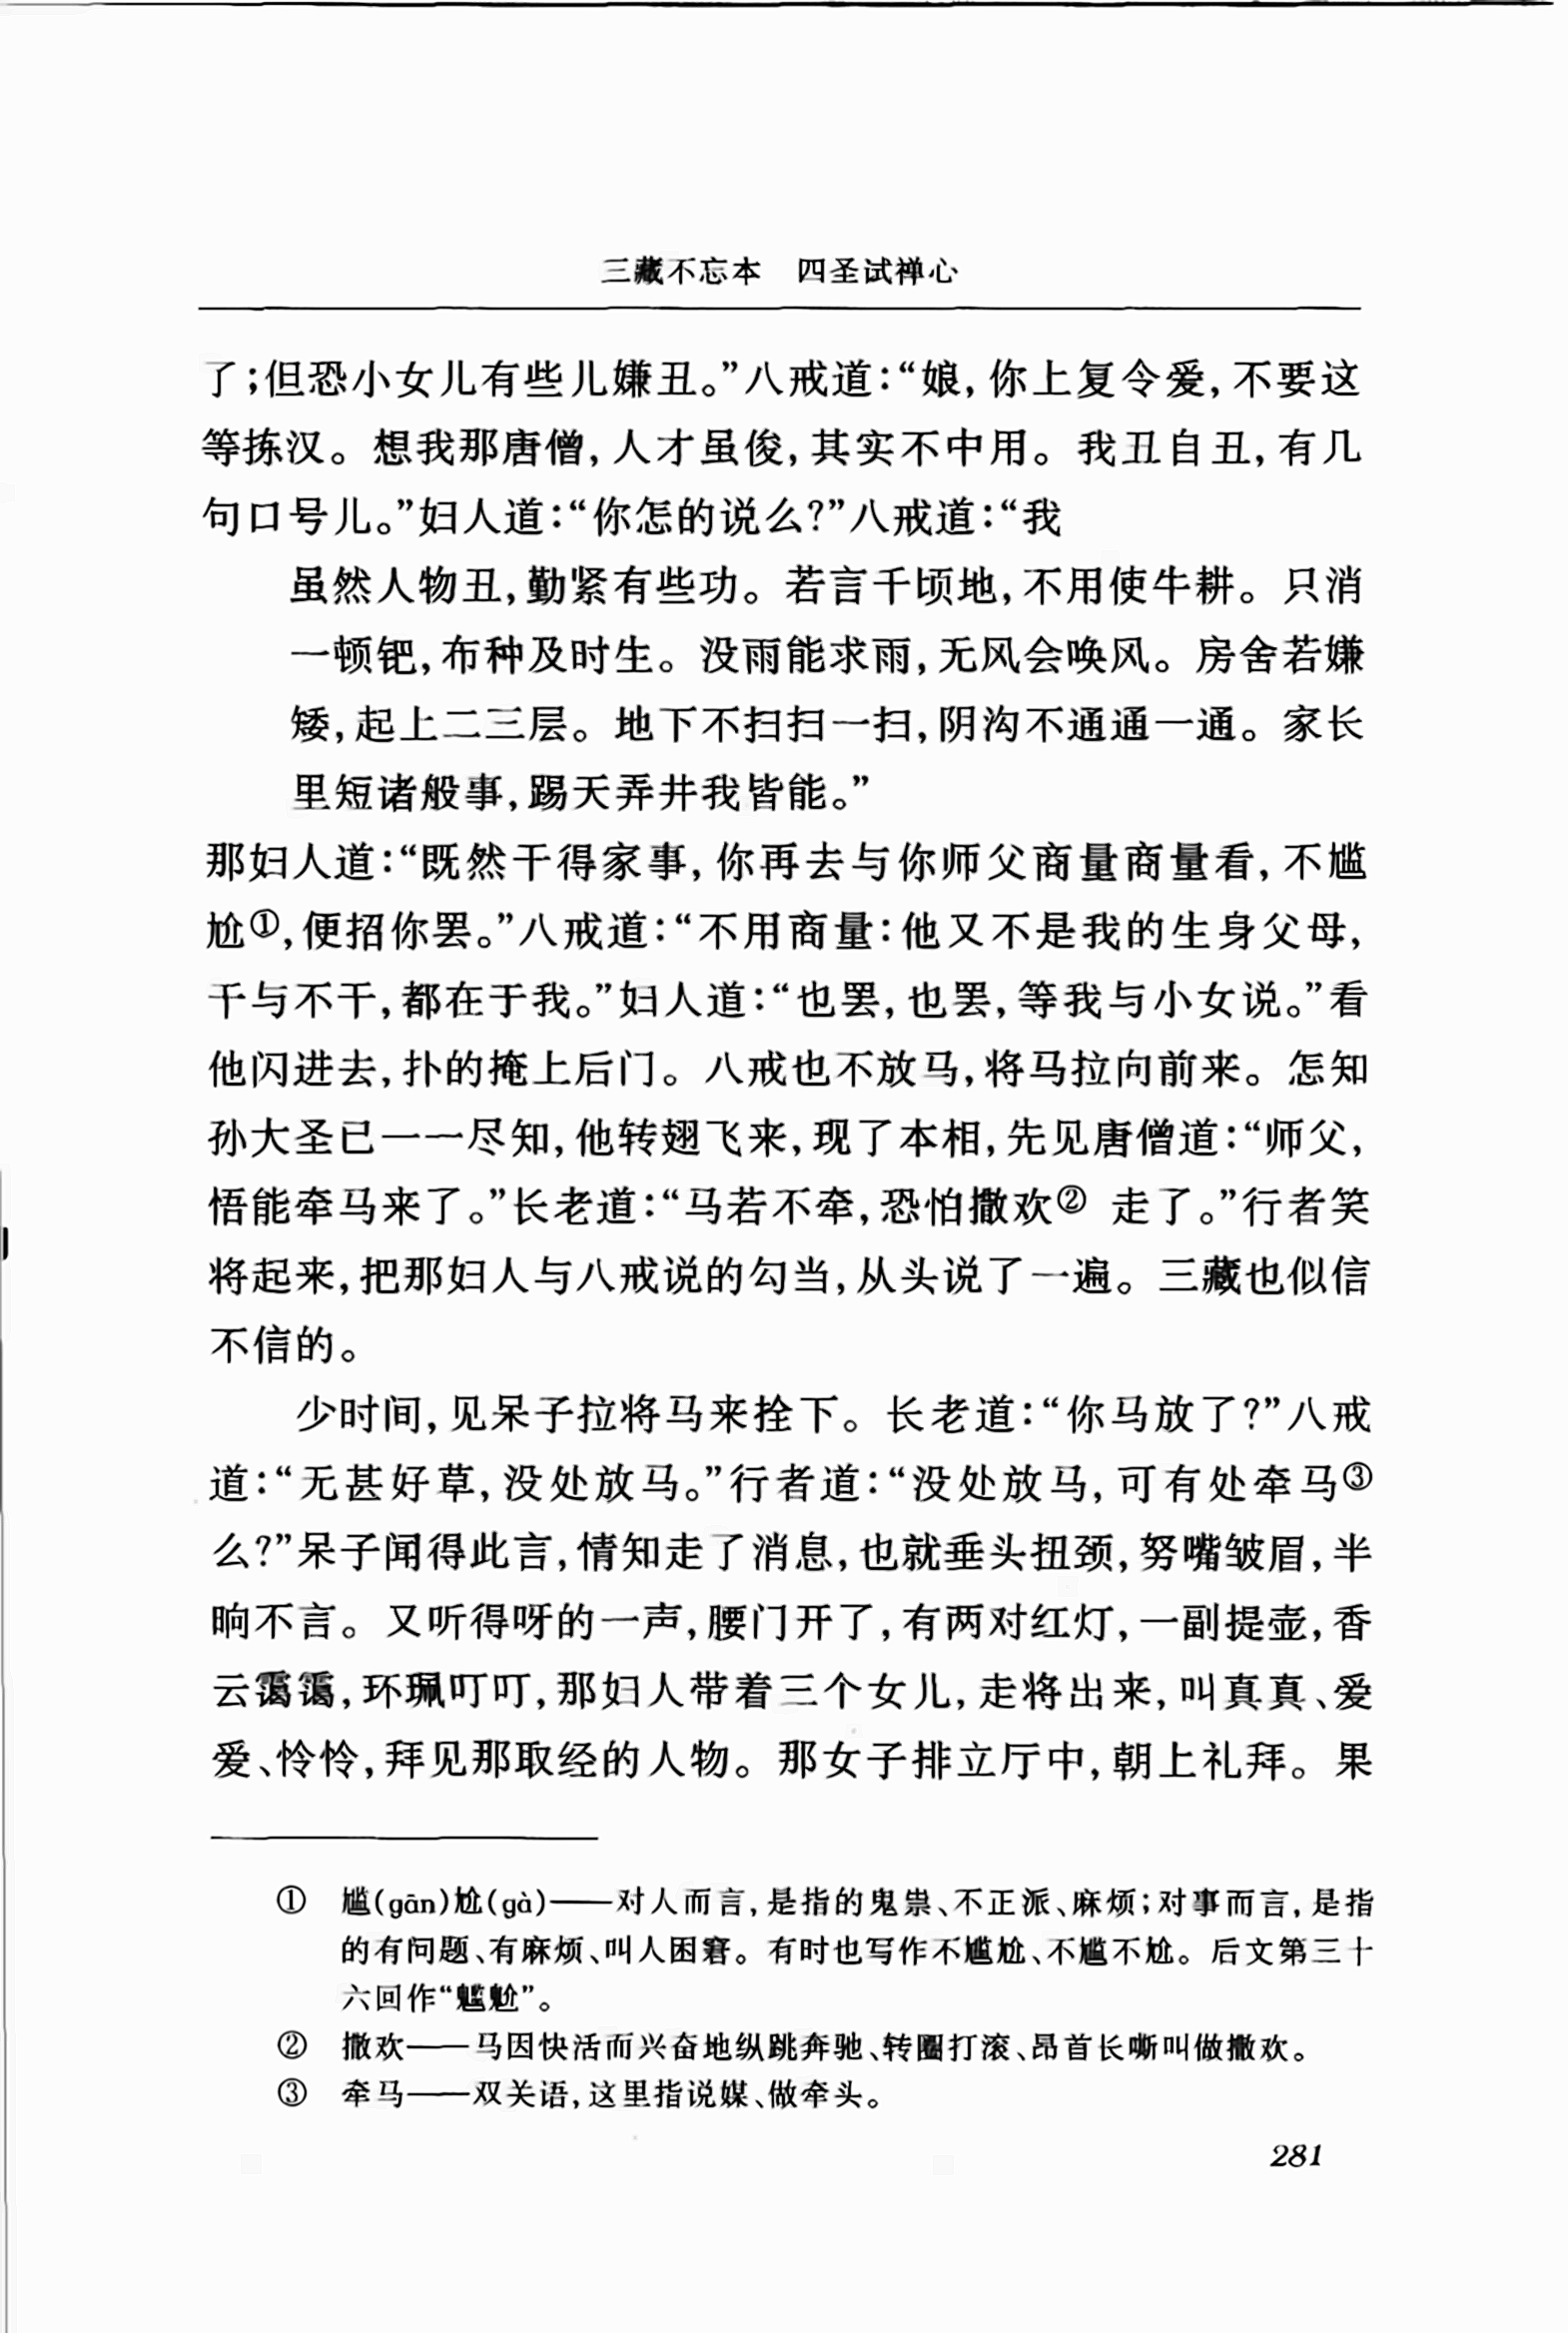 三藏不忘本　四圣试禅心
了;但恐小女儿有些儿嫌丑。”八戒道:“娘,你上复令爱,不要这
等拣汉。想我那唐僧,人才虽俊,其实不中用。我丑自丑,有几
句口号儿。”妇人道:“你怎的说么?”八戒道:“我
虽然人物丑,勤紧有些功。若言千顷地,不用使牛耕。只消
一顿钯,布种及时生。没雨能求雨,无风会唤风。房舍若嫌
矮,起上二三层。地下不扫扫一扫,阴沟不通通一通。家长
里短诸般事,踢天弄井我皆能。”
那妇人道:“既然干得家事,你再去与你师父商量商量看,不尴
尬①,便招你罢。”八戒道:“不用商量:他又不是我的生身父母,
干与不干,都在于我。”妇人道:“也罢,也罢,等我与小女说。”看
他闪进去,扑的掩上后门。八戒也不放马,将马拉向前来。怎知
孙大圣已一一尽知,他转翅飞来,现了本相,先见唐僧道:“师父,
悟能牵马来了。”长老道:“马若不牵,恐怕撒欢② 走了。”行者笑
将起来,把那妇人与八戒说的勾当,从头说了一遍。三藏也似信
不信的。
少时间,见呆子拉将马来拴下。长老道:“你马放了?”八戒
道:“无甚好草,没处放马。”行者道:“没处放马,可有处牵马③
么?”呆子闻得此言,情知走了消息,也就垂头扭颈,努嘴皱眉,半
晌不言。又听得呀的一声,腰门开了,有两对红灯,一副提壶,香
云霭霭,环珮叮叮,那妇人带着三个女儿,走将出来,叫真真、爱
爱、怜怜,拜见那取经的人物。那女子排立厅中,朝上礼拜。果
① 尴(gān)尬(gà)——对人而言,是指的鬼祟、不正派、麻烦;对事而言,是指
的有问题、有麻烦、叫人困窘。有时也写作不尴尬、不尴不尬。后文第三十
六回作“魀魀”。
② 撒欢——马因快活而兴奋地纵跳奔驰、转圈打滚、昂首长嘶叫做撒欢。
③ 牵马——双关语,这里指说媒、做牵头。
281